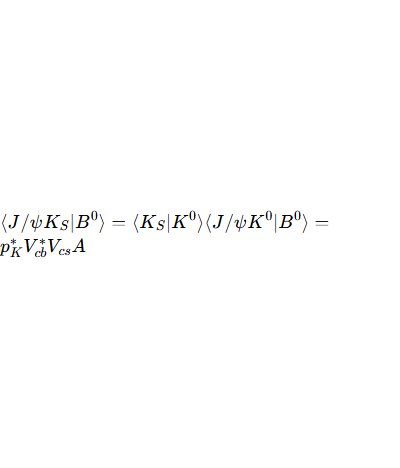 ⟨J/ψK_S|B^0⟩ = ⟨K_S|K^0⟩⟨J/ψK^0|B^0⟩ =
p_K^* V_{cb}^* V_{cs} A